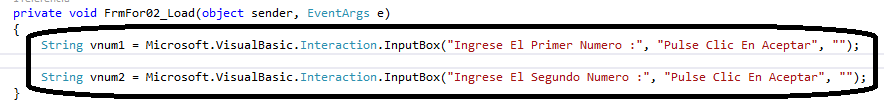 private void FrmFor02_Load(object sender, EventArgs e)
{
String vnum1 = Microsoft.VisualBasic.Interaction.InputBox("Ingrese El Primer Numero :", "Pulse Clic En Aceptar", "");
String vnum2 = Microsoft.VisualBasic.Interaction.InputBox("Ingrese El Segundo Numero :", "Pulse Clic En Aceptar", "");
}